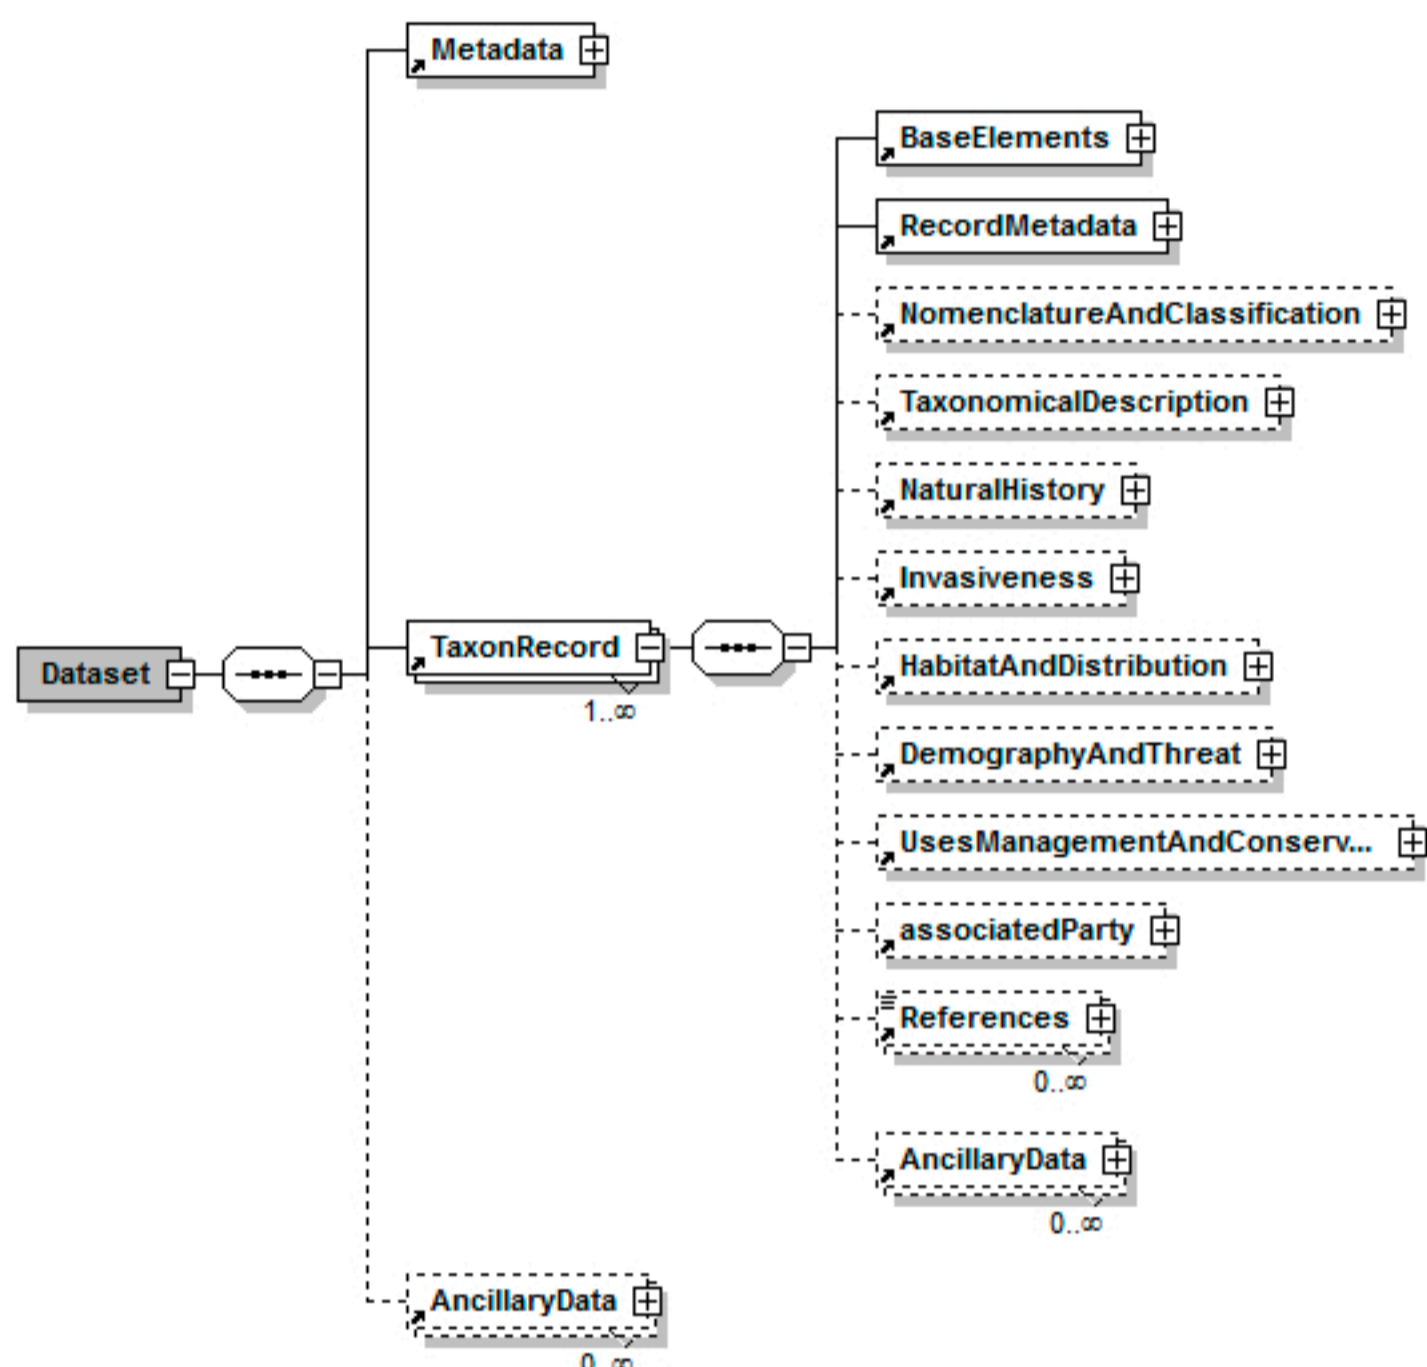 Metadata
BaseElements
RecordMetadata
NomenclatureAndClassification
TaxonomicalDescription
NaturalHistory
Invasiveness
Dataset
TaxonRecord
1..∞
HabitatAndDistribution
DemographyAndThreat
UsesManagementAndConserv...
associatedParty
References
0..∞
AncillaryData
0..∞
AncillaryData
0..∞